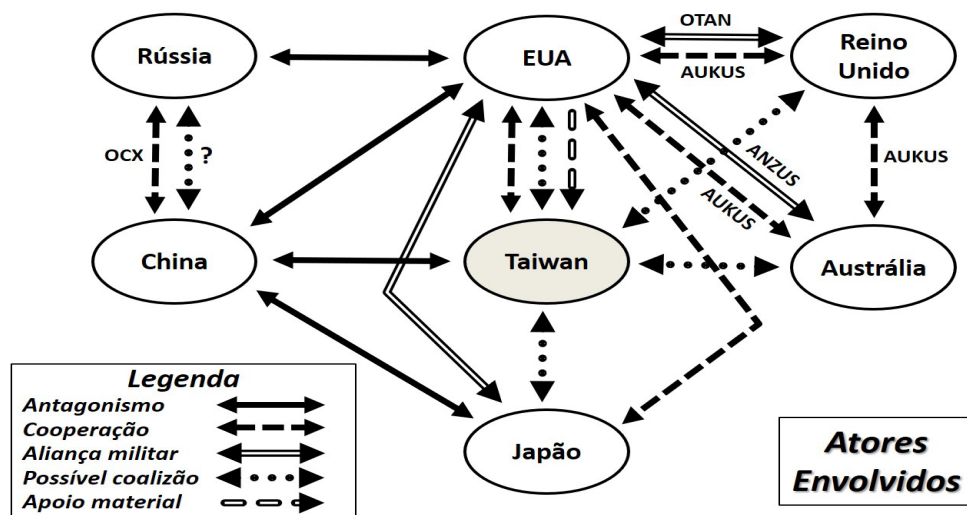 OTAN
Rússia
EUA
Reino
Unido
AUKUS
OCX
?
ANZUS
AUKUS
AUKUS
China
Taiwan
Austrália
Legenda
Antagonismo
Cooperação
Aliança militar
Possível coalizão
Apoio material
Japão
Atores
Envolvidos